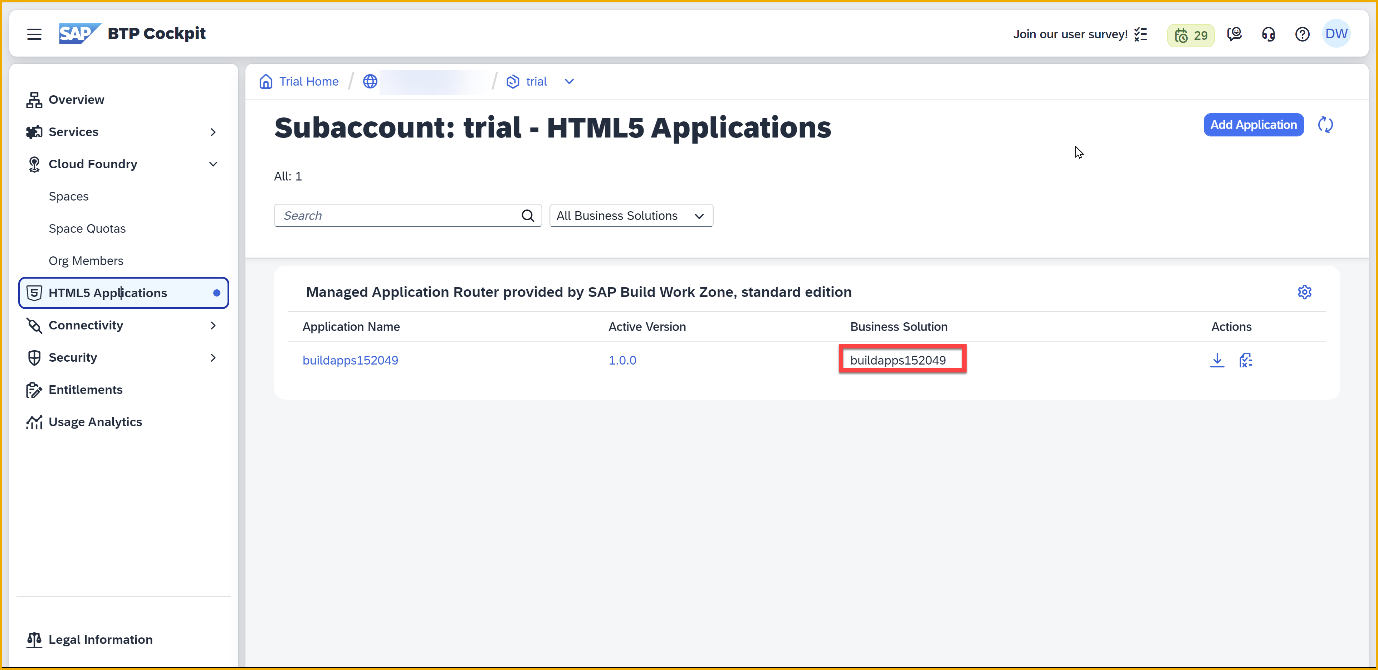 SAP BTP Cockpit
Join our user survey!
29
DW
Overview
Services
Cloud Foundry
Spaces
Space Quotas
Org Members
HTML5 Applications
Connectivity
Security
Entitlements
Usage Analytics
Legal Information
Trial Home / / trial
Subaccount: trial - HTML5 Applications
Add Application
All: 1
Search
All Business Solutions
Managed Application Router provided by SAP Build Work Zone, standard edition
Application Name Active Version Business Solution Actions
buildapps152049 1.0.0 buildapps152049